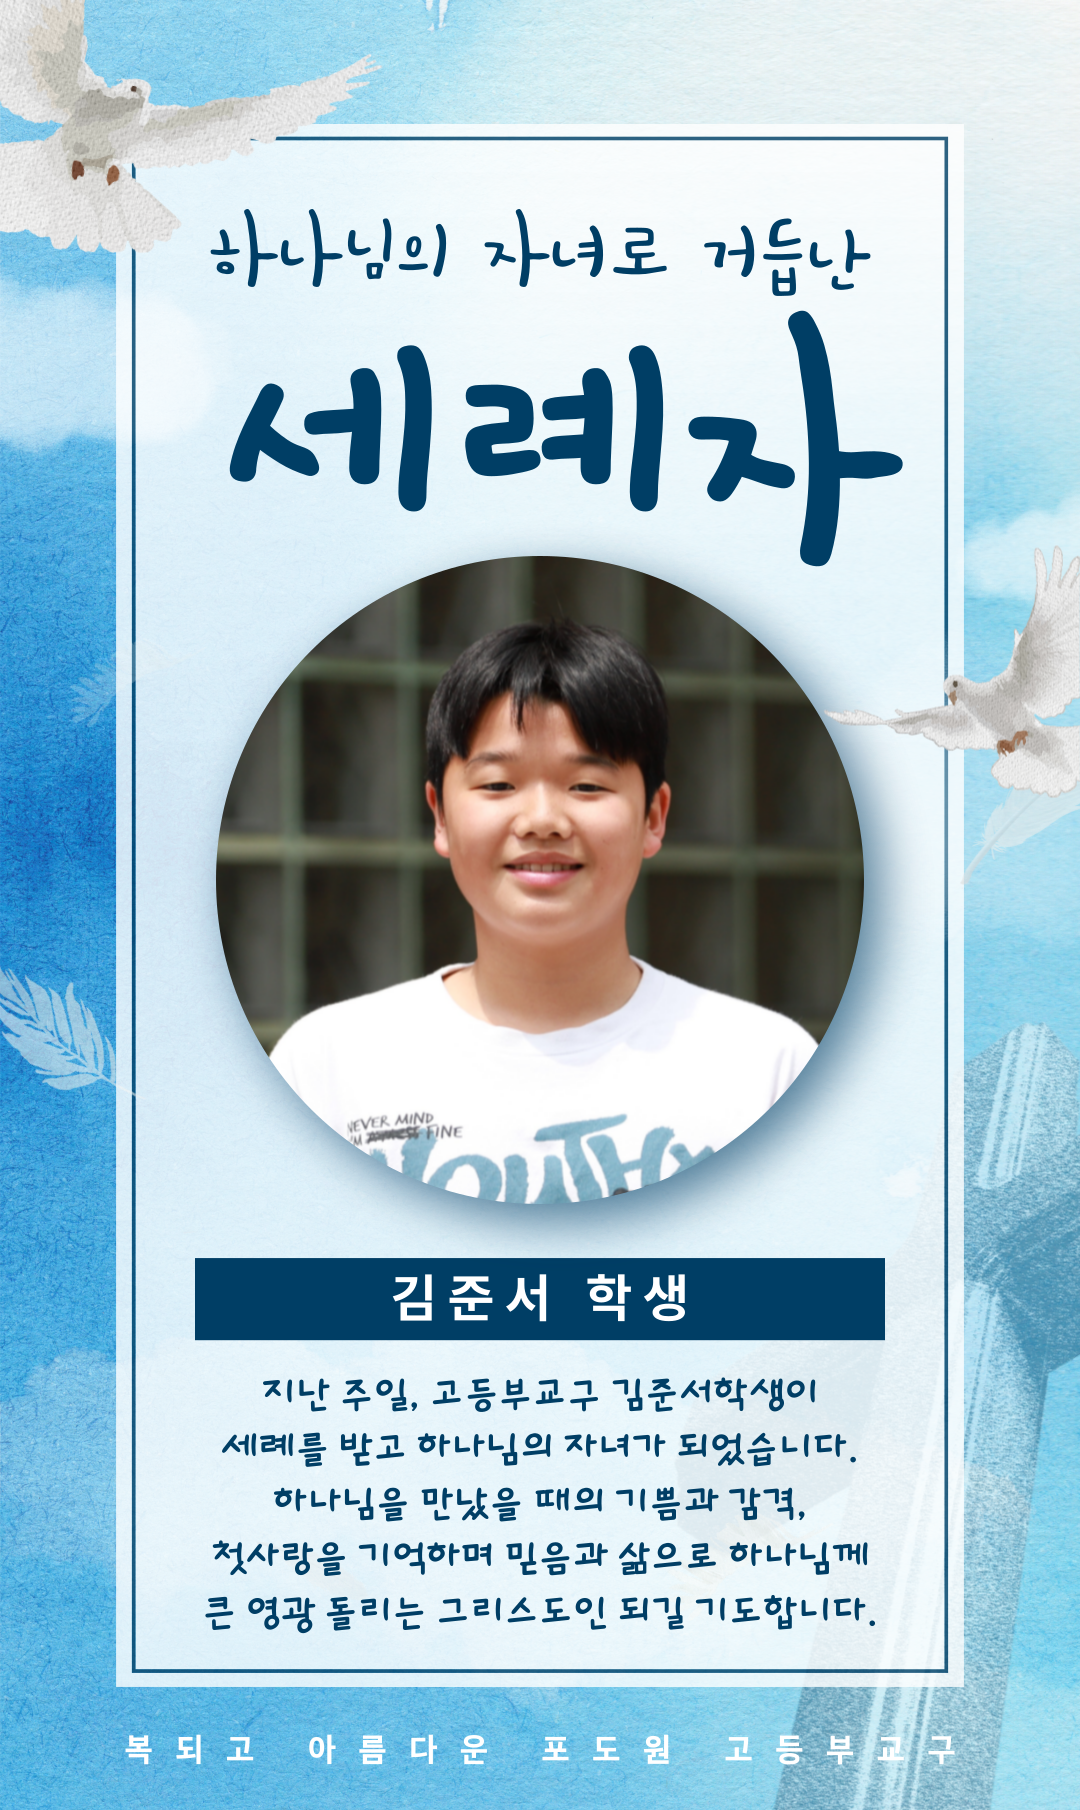 하나님의 자녀로 거듭난
세례자
NEVER MIND
I'M FINE
YOUTH
김준서 학생
지난 주일, 고등부교구 김준서학생이
세례를 받고 하나님의 자녀가 되었습니다.
하나님을 만났을 때의 기쁨과 감격,
첫사랑을 기억하며 믿음과 삶으로 하나님께
큰 영광 돌리는 그리스도인 되길 기도합니다.
복되고 아름다운 포도원 고등부교구